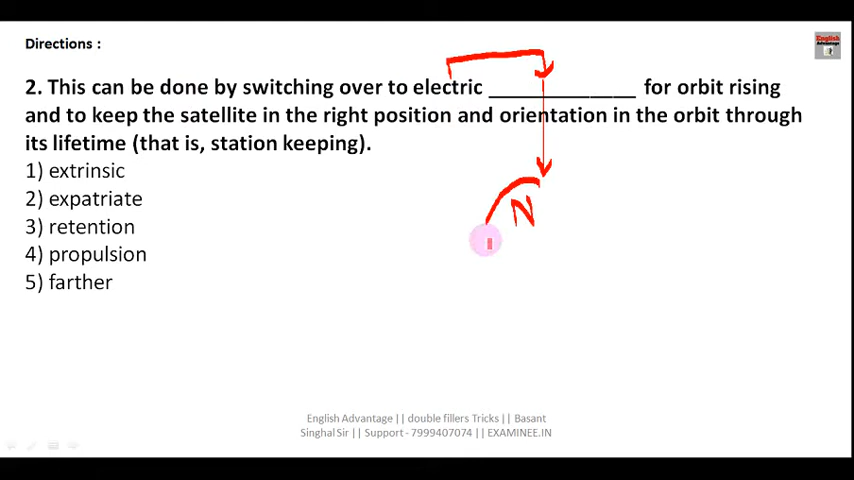 Directions :
English
Advantage
2. This can be done by switching over to electric ____________ for orbit rising
and to keep the satellite in the right position and orientation in the orbit through
its lifetime (that is, station keeping).
1) extrinsic
2) expatriate
3) retention
4) propulsion
5) farther
N
English Advantage || double fillers Tricks || Basant
Singhal Sir || Support - 7999407074 || EXAMINEE.IN